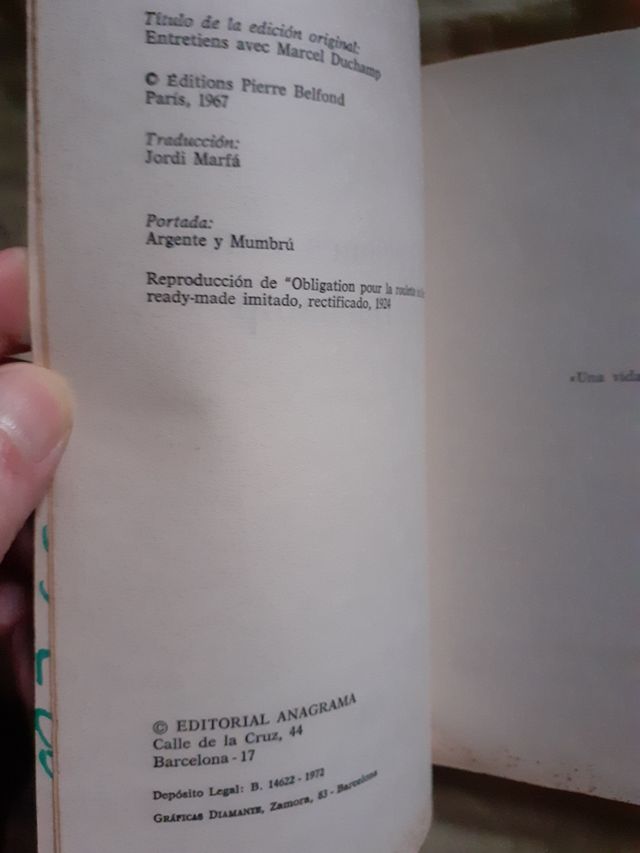 Título de la edición original:
Entretiens avec Marcel Duchamp
© Éditions Pierre Belfond
París, 1967
Traducción:
Jordi Marfá
Portada:
Argente y Mumbrú
Reproducción de "Obligation pour la
ready-made imitado, rectificado, 1924
© EDITORIAL ANAGRAMA
Calle de la Cruz, 44
Barcelona - 17
Depósito Legal: B. 14622 - 1972
GRÁFICAS DIAMANTE, Zamora, 83 - Barcelona
«Una vida